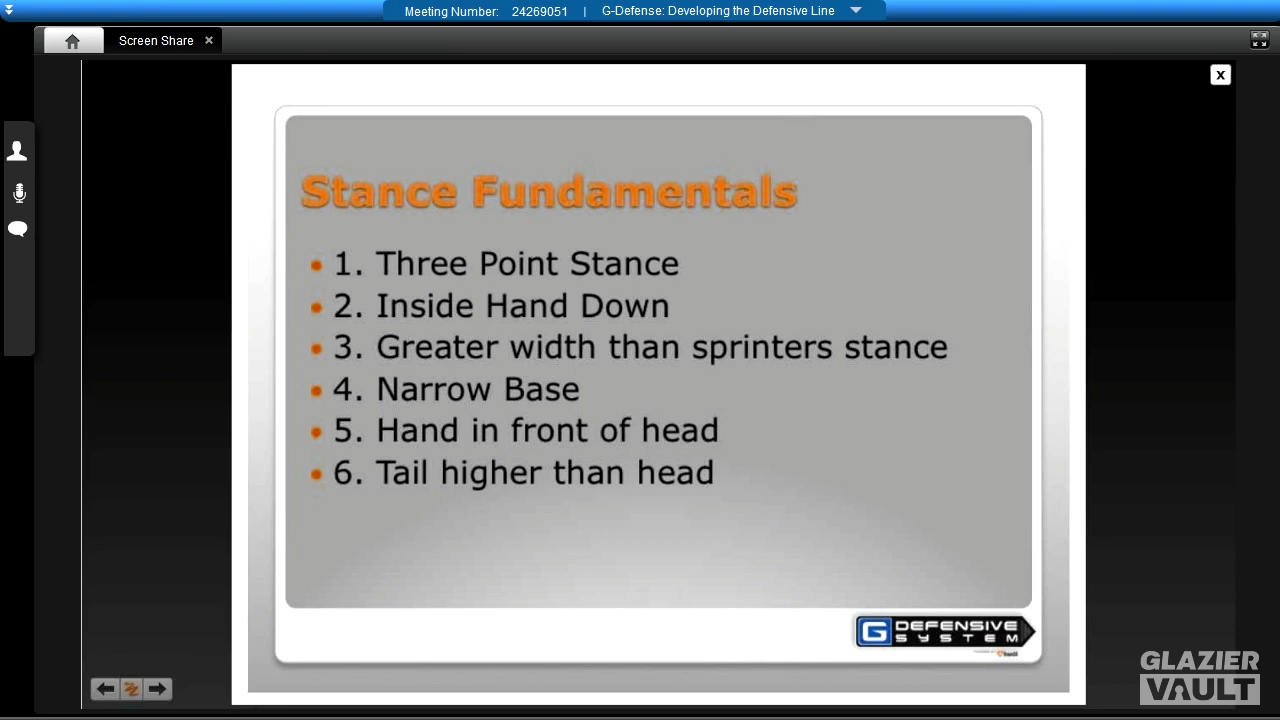 Meeting Number: 24269051 | G-Defense: Developing the Defensive Line
Screen Share
Stance Fundamentals
1. Three Point Stance
2. Inside Hand Down
3. Greater width than sprinters stance
4. Narrow Base
5. Hand in front of head
6. Tail higher than head
G DEFENSIVE
SYSTEM
GLAZIER
VAULT